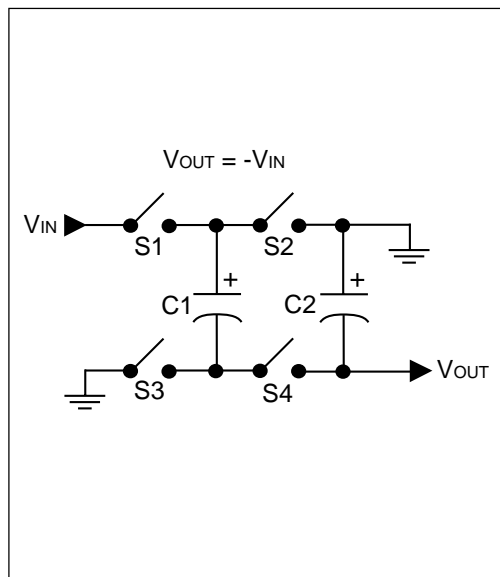 VOUT = -VIN
VIN
S1
S2
+
+
C1
C2
S3
S4
VOUT